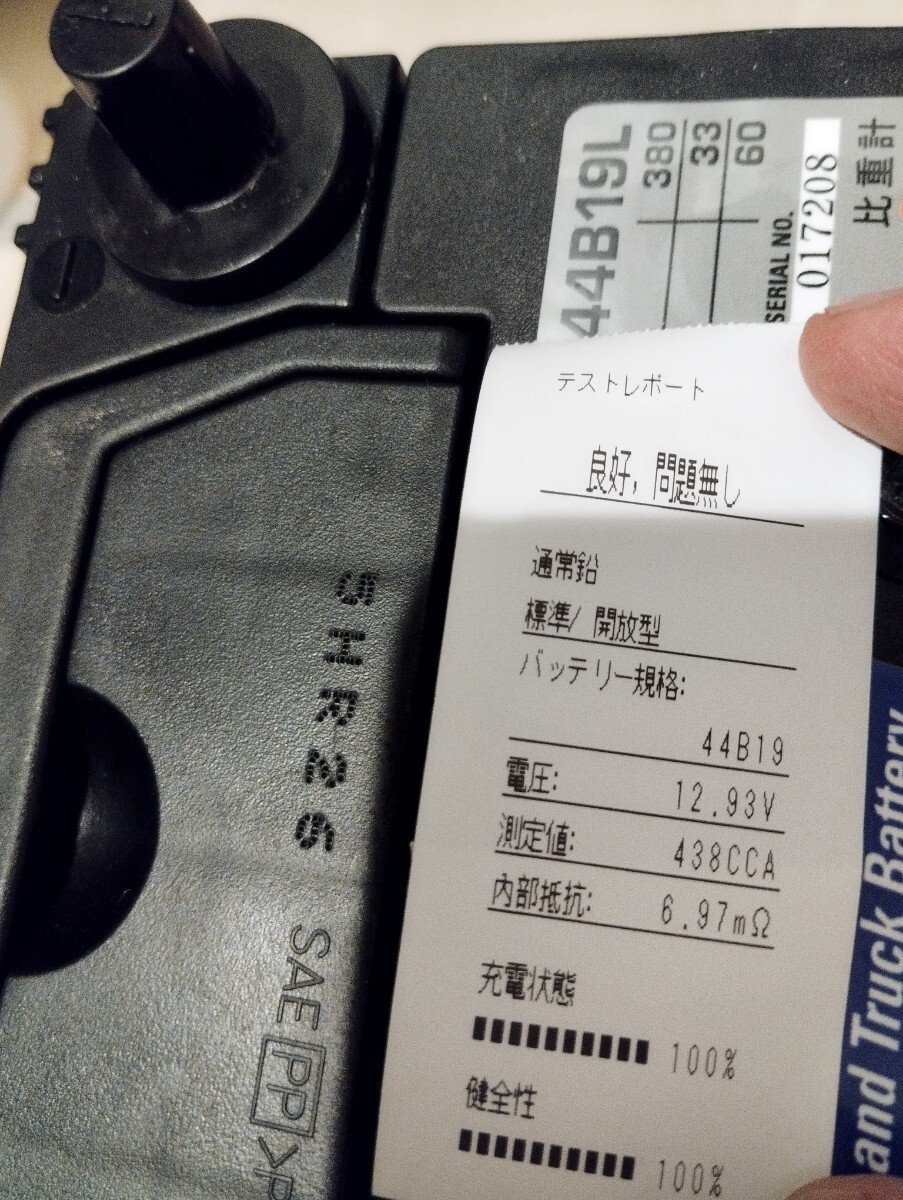 44B19L
380
33
60
SERIAL NO.
017208
比重計
テストレポート
良好, 問題無し
通常鉛
標準/ 開放型
バッテリー規格:
44B19
電圧: 12.93V
測定値: 438CCA
内部抵抗: 6.97mΩ
充電状態
100%
健全性
100%
5HR26
SAE PP >P
and Truck Battery